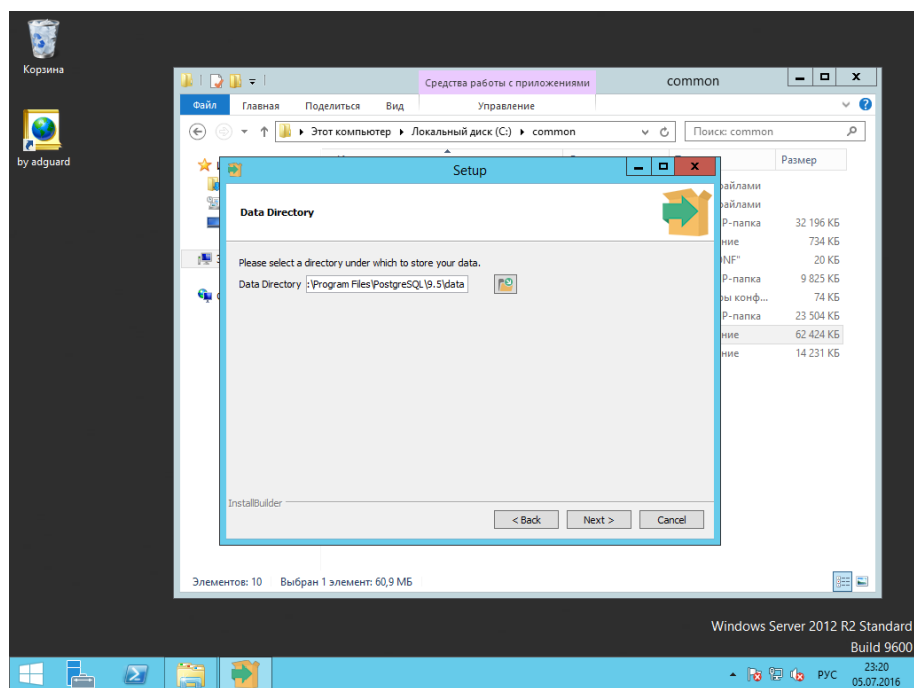 Корзина
by adguard
Средства работы с приложениями
common
Файл Главная Поделиться Вид Управление
Этот компьютер Локальный диск (C:) common
Поиск: common
Размер
Setup
Data Directory
Please select a directory under which to store your data.
Data Directory :\Program Files\PostgreSQL\9.5\data
InstallBuilder
< Back Next > Cancel
файлами
файлами
P-папка 32 196 КБ
ние 734 КБ
NF" 20 КБ
P-папка 9 825 КБ
ры конф... 74 КБ
P-папка 23 504 КБ
ние 62 424 КБ
ние 14 231 КБ
Элементов: 10 Выбран 1 элемент: 60,9 МБ
Windows Server 2012 R2 Standard
Build 9600
РУС
23:20
05.07.2016